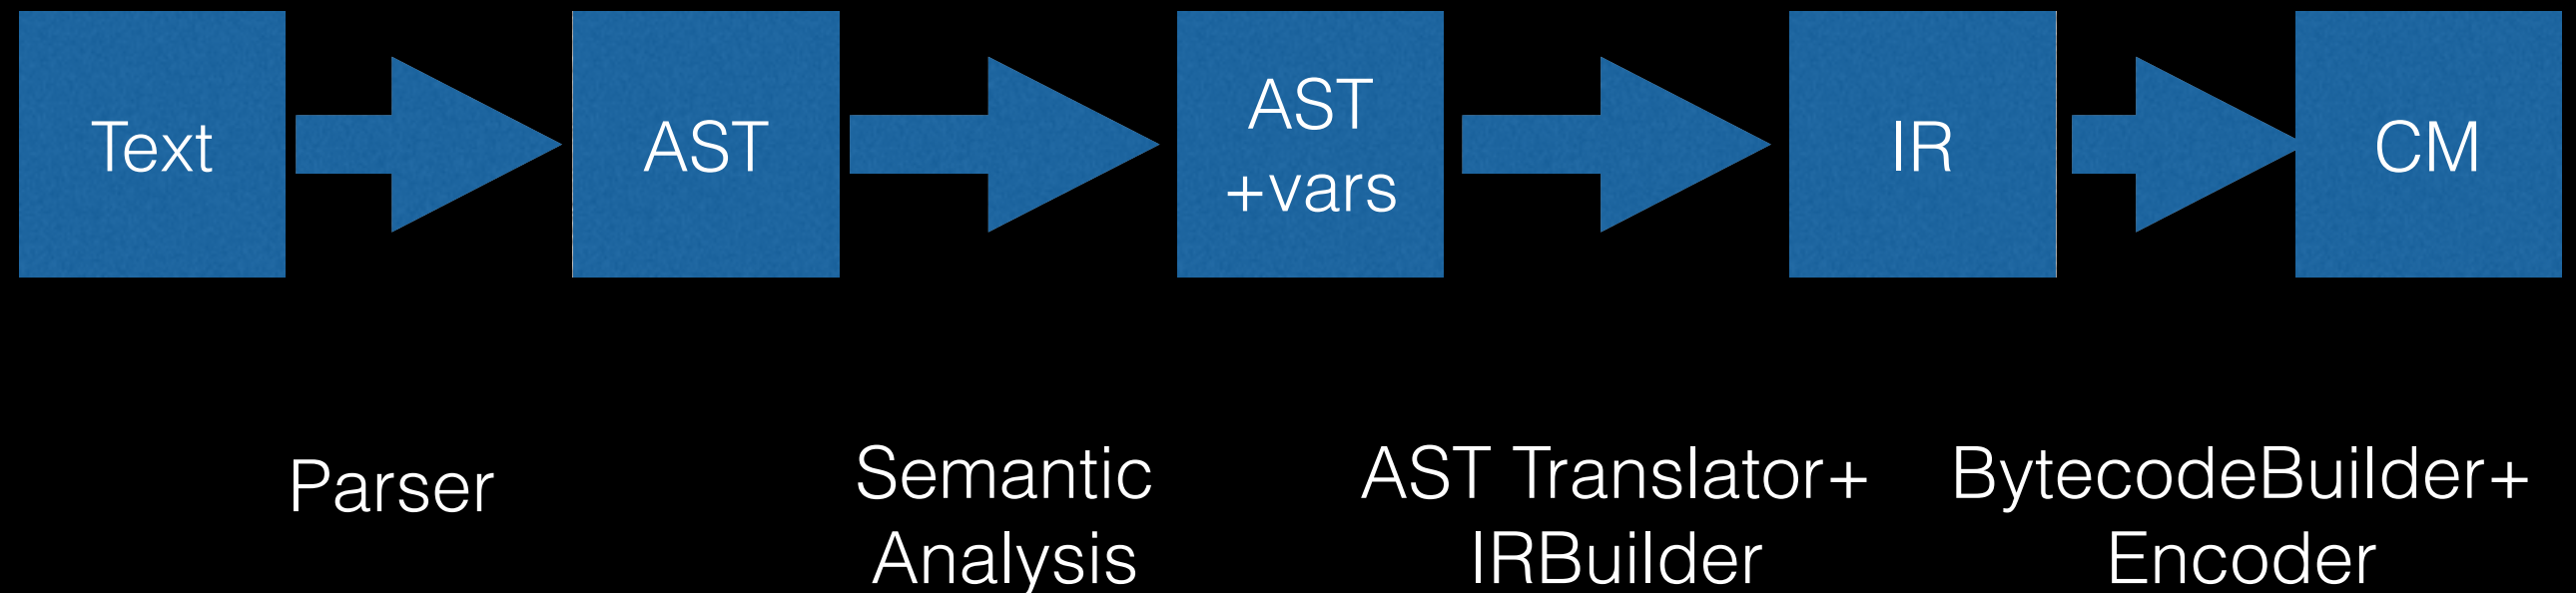 Text
AST
AST
+vars
IR
CM
Parser
Semantic
Analysis
AST Translator+
IRBuilder
BytecodeBuilder+
Encoder